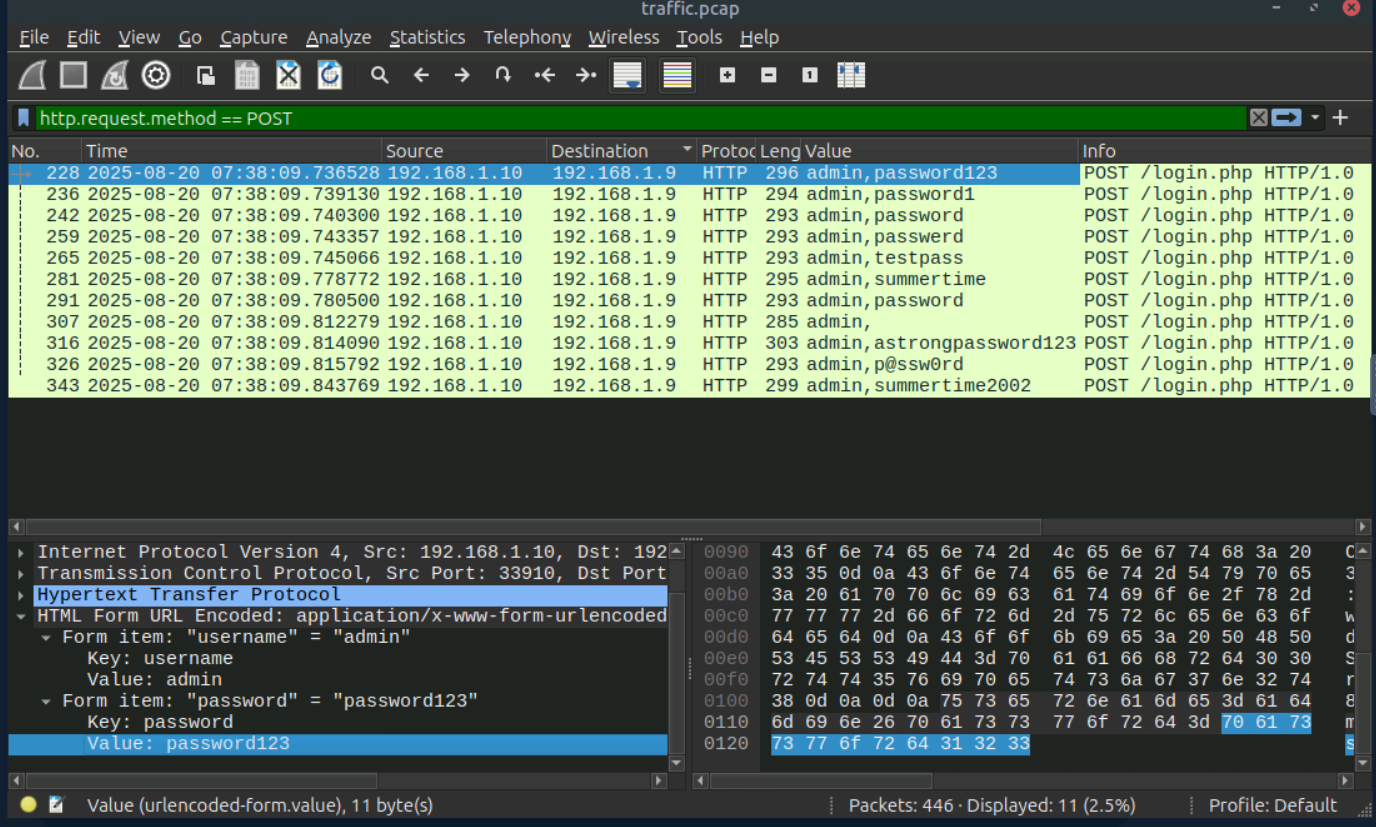 traffic.pcap
File Edit View Go Capture Analyze Statistics Telephony Wireless Tools Help
http.request.method == POST
No. Time Source Destination Protoc Leng Value Info
228 2025-08-20 07:38:09.736528 192.168.1.10 192.168.1.9 HTTP 296 admin,password123 POST /login.php HTTP/1.0
236 2025-08-20 07:38:09.739130 192.168.1.10 192.168.1.9 HTTP 294 admin,password1 POST /login.php HTTP/1.0
242 2025-08-20 07:38:09.740300 192.168.1.10 192.168.1.9 HTTP 293 admin,password POST /login.php HTTP/1.0
259 2025-08-20 07:38:09.743357 192.168.1.10 192.168.1.9 HTTP 293 admin,passwerd POST /login.php HTTP/1.0
265 2025-08-20 07:38:09.745066 192.168.1.10 192.168.1.9 HTTP 293 admin,testpass POST /login.php HTTP/1.0
281 2025-08-20 07:38:09.778772 192.168.1.10 192.168.1.9 HTTP 295 admin,summertime POST /login.php HTTP/1.0
291 2025-08-20 07:38:09.780500 192.168.1.10 192.168.1.9 HTTP 293 admin,password POST /login.php HTTP/1.0
307 2025-08-20 07:38:09.812279 192.168.1.10 192.168.1.9 HTTP 285 admin, POST /login.php HTTP/1.0
316 2025-08-20 07:38:09.814090 192.168.1.10 192.168.1.9 HTTP 303 admin,astrongpassword123 POST /login.php HTTP/1.0
326 2025-08-20 07:38:09.815792 192.168.1.10 192.168.1.9 HTTP 293 admin,p@ssw0rd POST /login.php HTTP/1.0
343 2025-08-20 07:38:09.843769 192.168.1.10 192.168.1.9 HTTP 299 admin,summertime2002 POST /login.php HTTP/1.0
Internet Protocol Version 4, Src: 192.168.1.10, Dst: 192
Transmission Control Protocol, Src Port: 33910, Dst Port
Hypertext Transfer Protocol
HTML Form URL Encoded: application/x-www-form-urlencoded
Form item: "username" = "admin"
Key: username
Value: admin
Form item: "password" = "password123"
Key: password
Value: password123
0090 43 6f 6e 74 65 6e 74 2d 4c 65 6e 67 74 68 3a 20 C
00a0 33 35 0d 0a 43 6f 6e 74 65 6e 74 2d 54 79 70 65 3
00b0 3a 20 61 70 70 6c 69 63 61 74 69 6f 6e 2f 78 2d :
00c0 77 77 77 2d 66 6f 72 6d 2d 75 72 6c 65 6e 63 6f w
00d0 64 65 64 0d 0a 43 6f 6f 6b 69 65 3a 20 50 48 50 d
00e0 53 45 53 53 49 44 3d 70 61 61 66 68 72 64 30 30 S
00f0 72 74 74 35 76 69 70 65 74 73 6a 67 37 6e 32 74 r
0100 38 0d 0a 0d 0a 75 73 65 72 6e 61 6d 65 3d 61 64 8
0110 6d 69 6e 26 70 61 73 73 77 6f 72 64 3d 70 61 73 m
0120 73 77 6f 72 64 31 32 33 s
Value (urlencoded-form.value), 11 byte(s)
Packets: 446 · Displayed: 11 (2.5%)
Profile: Default